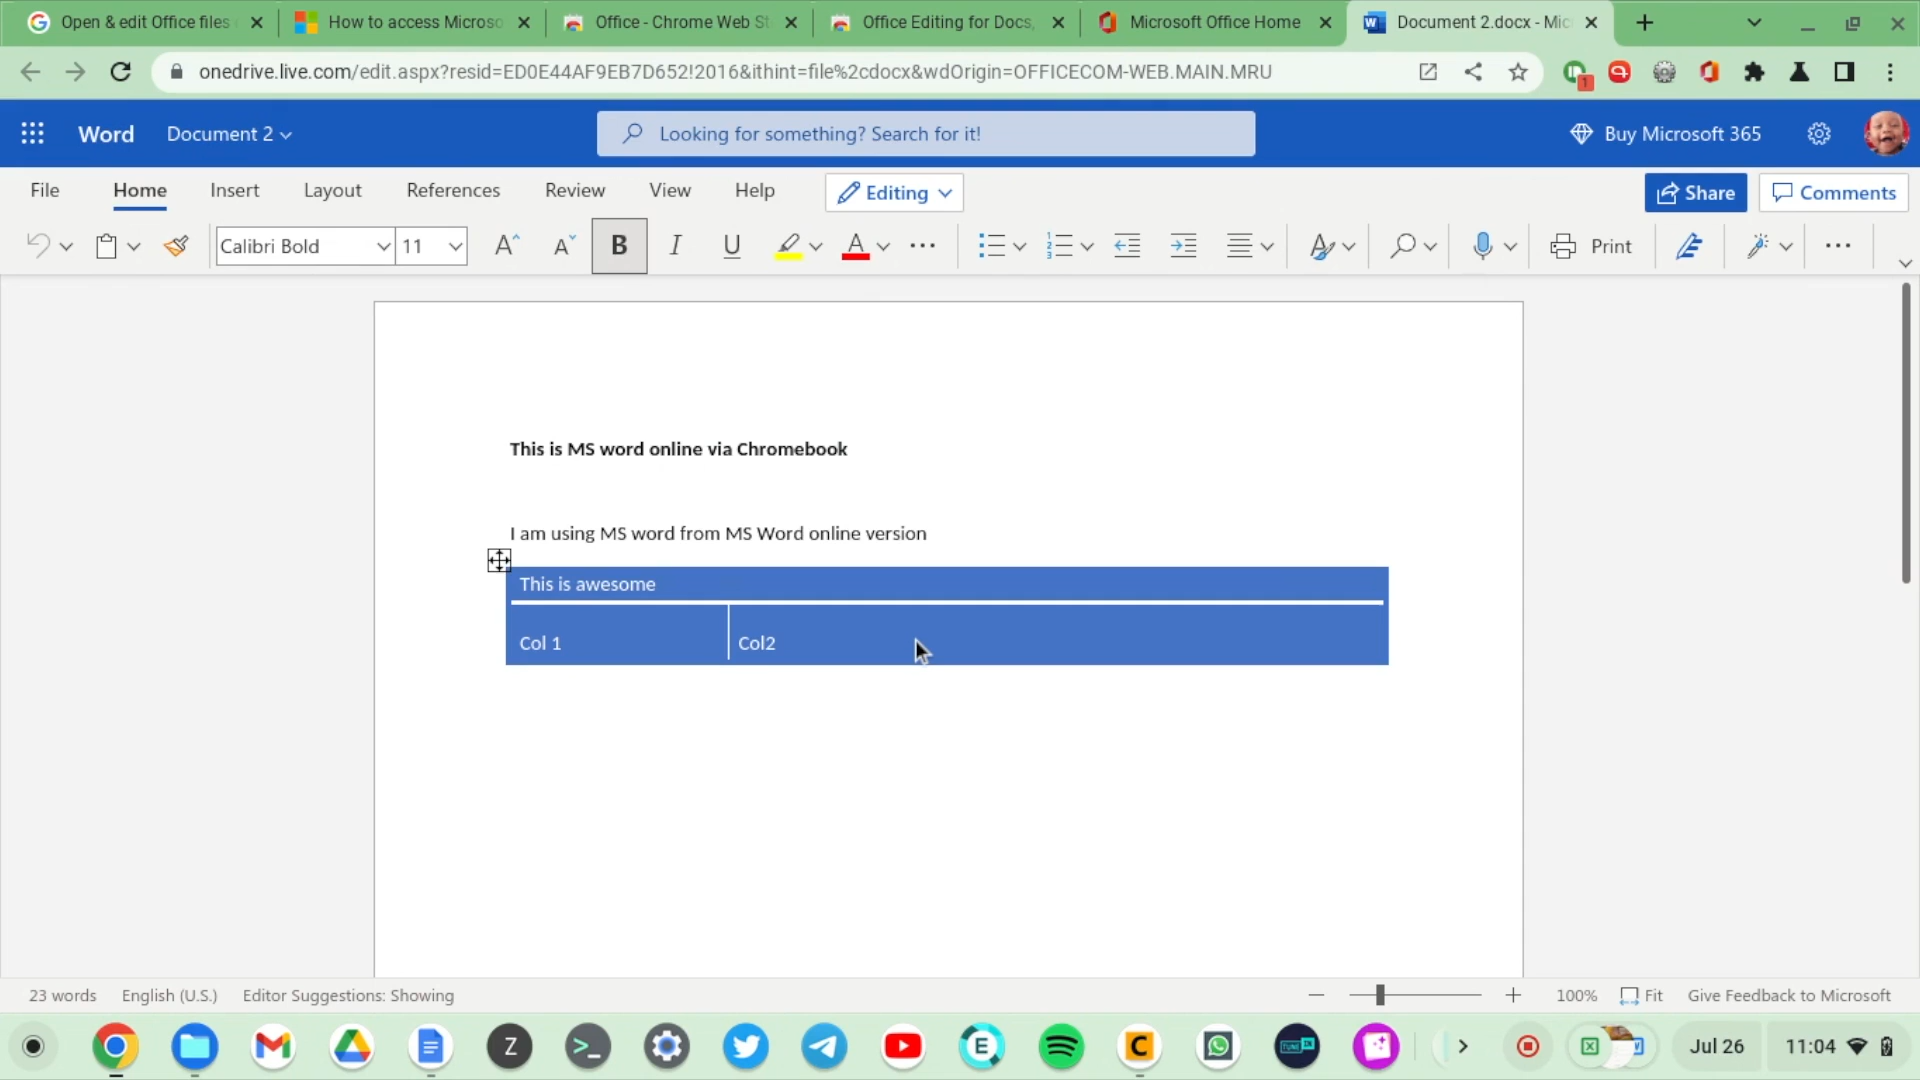 Open & edit Office files
How to access Microso
Office - Chrome Web St
Office Editing for Docs,
Microsoft Office Home
Document 2.docx - Mic
onedrive.live.com/edit.aspx?resid=ED0E44AF9EB7D652!2016&ithint=file%2cdocx&wdOrigin=OFFICECOM-WEB.MAIN.MRU
1
Word
Document 2
Looking for something? Search for it!
Buy Microsoft 365
File
Home
Insert
Layout
References
Review
View
Help
Editing
Share
Comments
Calibri Bold
11
Print
This is MS word online via Chromebook
I am using MS word from MS Word online version
This is awesome
Col 1
Col2
23 words
English (U.S.)
Editor Suggestions: Showing
100%
Fit
Give Feedback to Microsoft
Jul 26
11:04